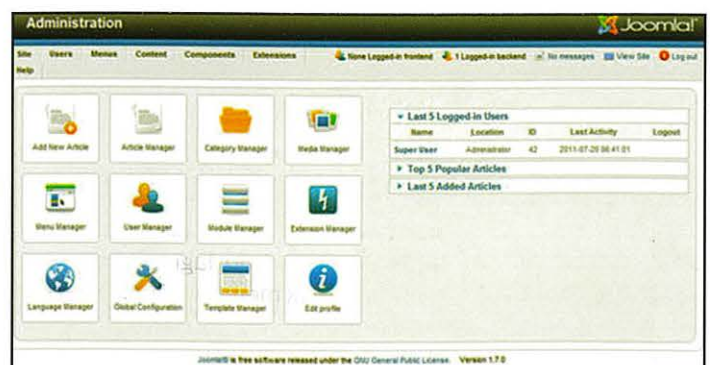 Administration
Joomla!
Site Users Menus Content Components Extensions None Logged-in frontend 1 Logged-in backend No messages View Site Log out
Help
Add New Article Article Manager Category Manager Media Manager
Menu Manager User Manager Module Manager Extension Manager
Language Manager Global Configuration Template Manager Edit profile
Last 5 Logged-in Users
Name Location ID Last Activity Logout
Super User Administrator 42 2011-07-20 06:41:01
Top 5 Popular Articles
Last 5 Added Articles
Joomla!® is free software released under the GNU General Public License. Version 1.7.0